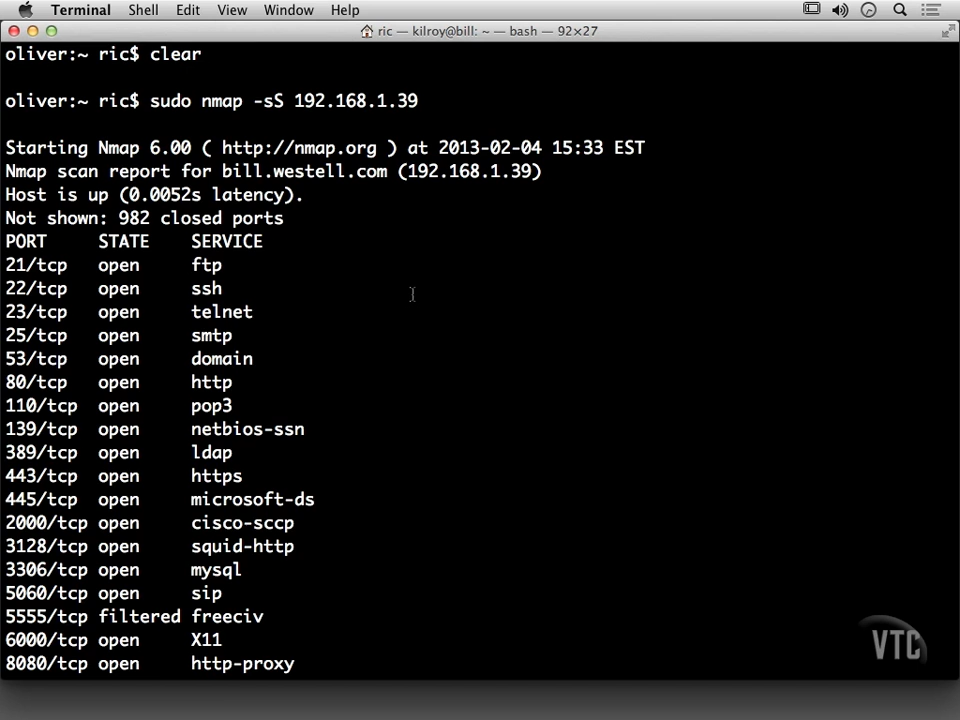 Terminal Shell Edit View Window Help
ric — kilroy@bill: ~ — bash — 92×27
oliver:~ ric$ clear
oliver:~ ric$ sudo nmap -sS 192.168.1.39
Starting Nmap 6.00 ( http://nmap.org ) at 2013-02-04 15:33 EST
Nmap scan report for bill.westell.com (192.168.1.39)
Host is up (0.0052s latency).
Not shown: 982 closed ports
PORT STATE SERVICE
21/tcp open ftp
22/tcp open ssh
23/tcp open telnet
25/tcp open smtp
53/tcp open domain
80/tcp open http
110/tcp open pop3
139/tcp open netbios-ssn
389/tcp open ldap
443/tcp open https
445/tcp open microsoft-ds
2000/tcp open cisco-sccp
3128/tcp open squid-http
3306/tcp open mysql
5060/tcp open sip
5555/tcp filtered freeciv
6000/tcp open X11
8080/tcp open http-proxy
VTC